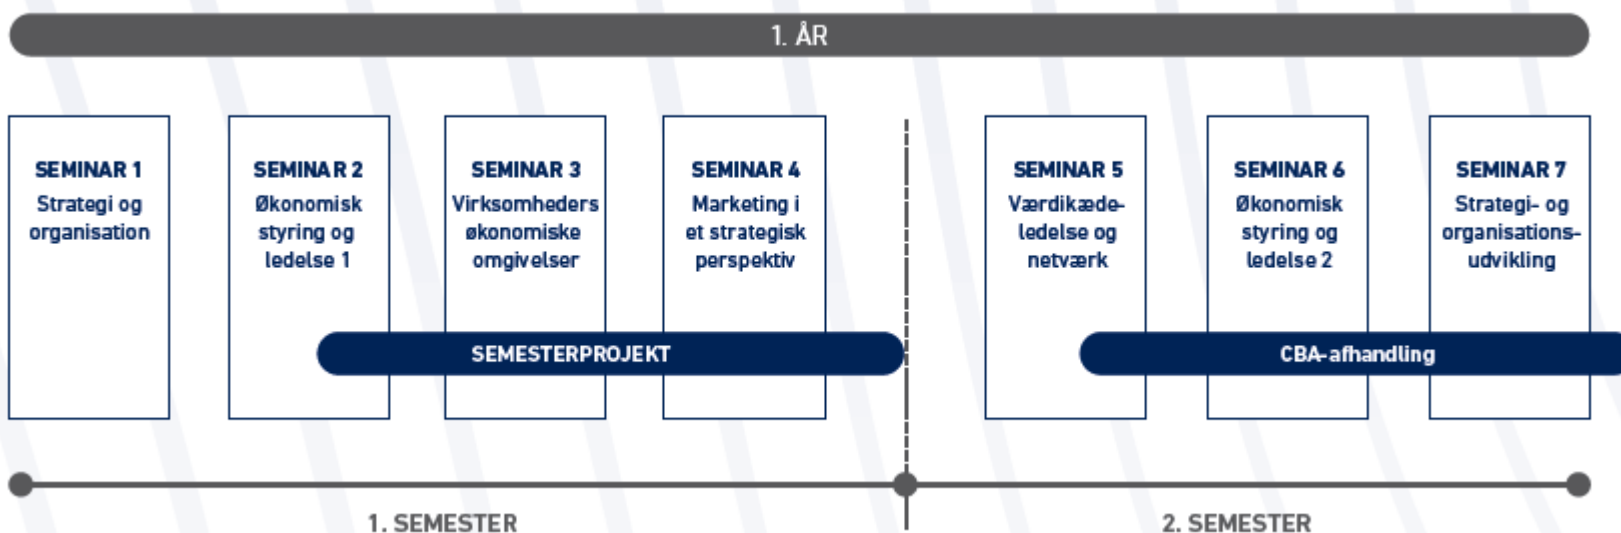 1. ÅR
SEMINAR 1
Strategi og
organisation
SEMINAR 2
Økonomisk
styring og
ledelse 1
SEMINAR 3
Virksomheders
økonomiske
omgivelser
SEMINAR 4
Marketing i
et strategisk
perspektiv
SEMINAR 5
Værdikæde-
ledelse og
netværk
SEMINAR 6
Økonomisk
styring og
ledelse 2
SEMINAR 7
Strategi- og
organisations-
udvikling
SEMESTERPROJEKT
CBA-afhandling
1. SEMESTER
2. SEMESTER